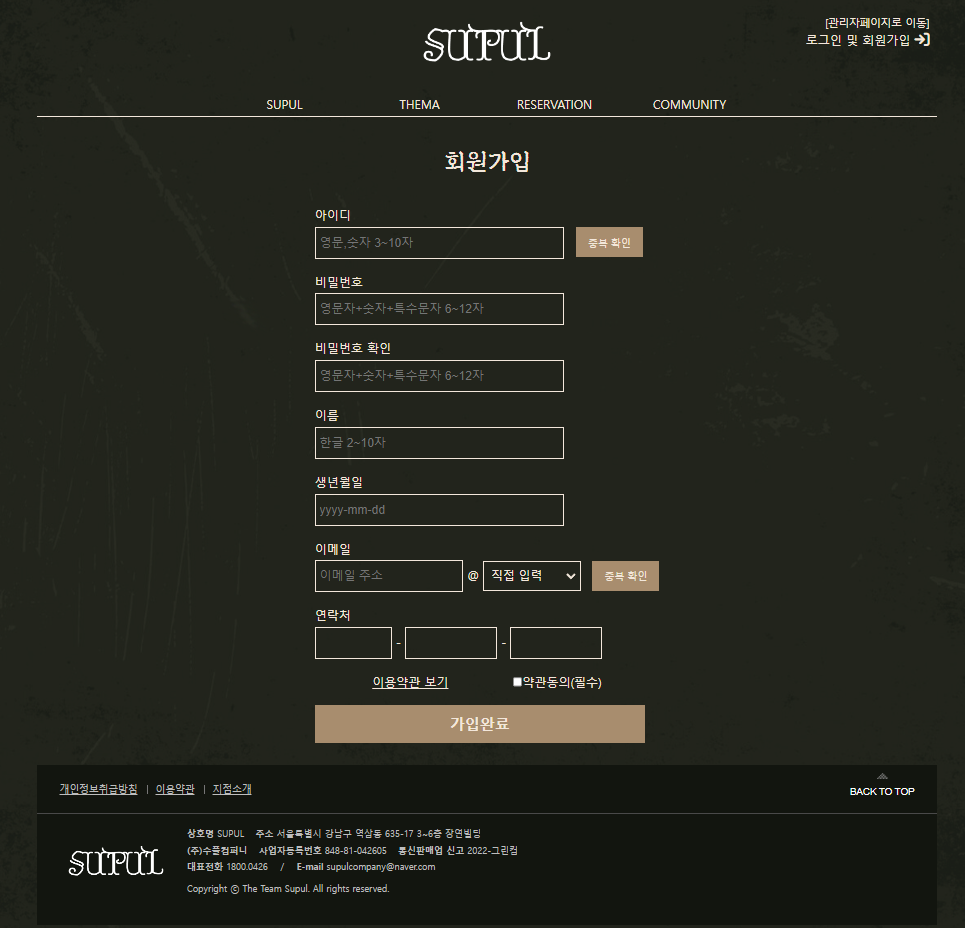 [관리자페이지로 이동]
SUPUL
로그인 및 회원가입
SUPUL THEMA RESERVATION COMMUNITY
회원가입
아이디
영문,숫자 3~10자 중복 확인
비밀번호
영문자+숫자+특수문자 6~12자
비밀번호 확인
영문자+숫자+특수문자 6~12자
이름
한글 2~10자
생년월일
yyyy-mm-dd
이메일
이메일 주소 @ 직접 입력 중복 확인
연락처
- -
이용약관 보기 약관동의(필수)
가입완료
개인정보취급방침 | 이용약관 | 지점소개
BACK TO TOP
SUPUL
상호명 SUPUL 주소 서울특별시 강남구 역삼동 635-17 3~6층 장연빌딩
(주)수풀컴퍼니 사업자등록번호 848-81-042605 통신판매업 신고 2022-그린컴
대표전화 1800.0426 / E-mail supulcompany@naver.com
Copyright ⓒ The Team Supul. All rights reserved.